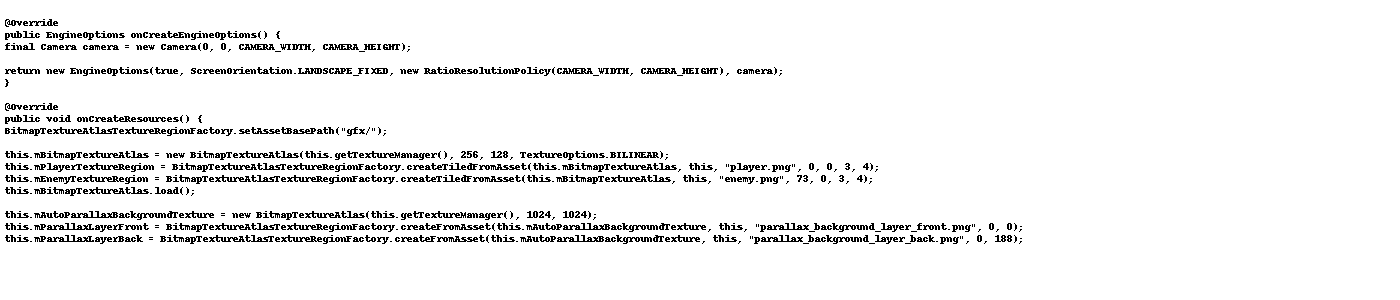 @Override
public EngineOptions onCreateEngineOptions() {
final Camera camera = new Camera(0, 0, CAMERA_WIDTH, CAMERA_HEIGHT);
return new EngineOptions(true, ScreenOrientation.LANDSCAPE_FIXED, new RatioResolutionPolicy(CAMERA_WIDTH, CAMERA_HEIGHT), camera);
}
@Override
public void onCreateResources() {
BitmapTextureAtlasTextureRegionFactory.setAssetBasePath("gfx/");
this.mBitmapTextureAtlas = new BitmapTextureAtlas(this.getTextureManager(), 256, 128, TextureOptions.BILINEAR);
this.mPlayerTextureRegion = BitmapTextureAtlasTextureRegionFactory.createTiledFromAsset(this.mBitmapTextureAtlas, this, "player.png", 0, 0, 3, 4);
this.mEnemyTextureRegion = BitmapTextureAtlasTextureRegionFactory.createTiledFromAsset(this.mBitmapTextureAtlas, this, "enemy.png", 73, 0, 3, 4);
this.mBitmapTextureAtlas.load();
this.mAutoParallaxBackgroundTexture = new BitmapTextureAtlas(this.getTextureManager(), 1024, 1024);
this.mParallaxLayerFront = BitmapTextureAtlasTextureRegionFactory.createFromAsset(this.mAutoParallaxBackgroundTexture, this, "parallax_background_layer_front.png", 0, 0);
this.mParallaxLayerBack = BitmapTextureAtlasTextureRegionFactory.createFromAsset(this.mAutoParallaxBackgroundTexture, this, "parallax_background_layer_back.png", 0, 188);